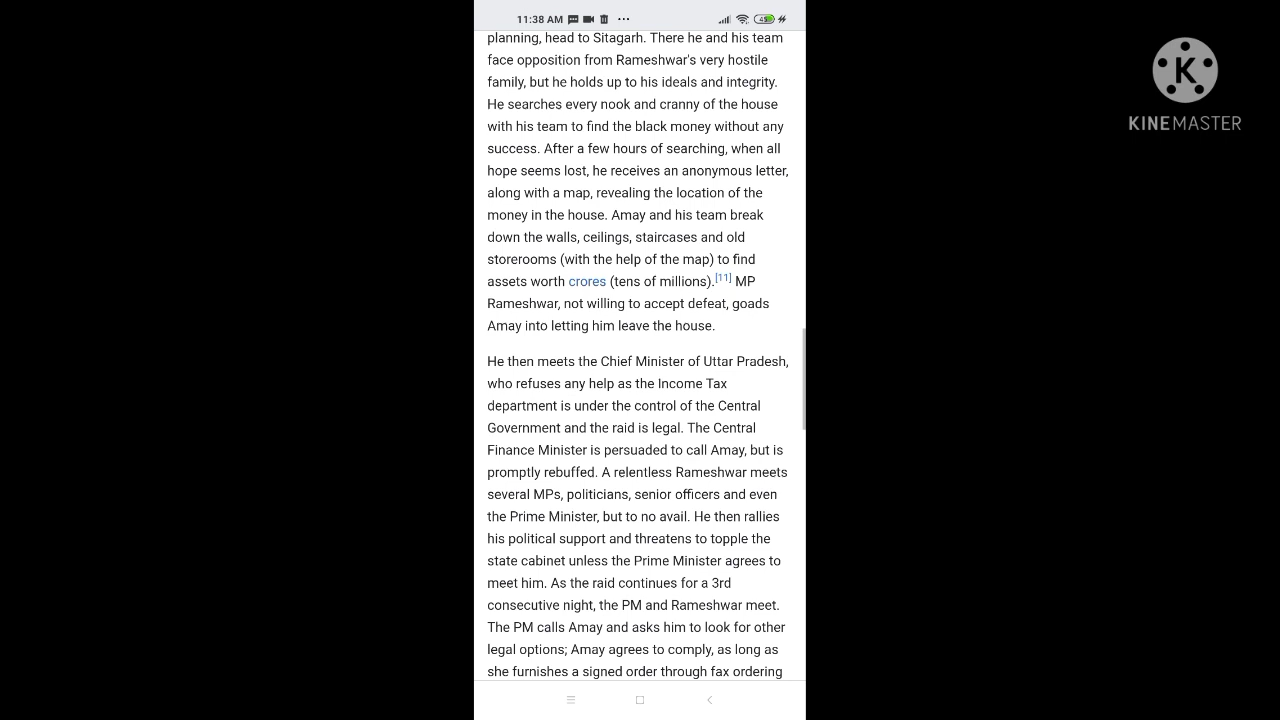 11:38 AM
45
planning, head to Sitagarh. There he and his team
face opposition from Rameshwar's very hostile
family, but he holds up to his ideals and integrity.
He searches every nook and cranny of the house
with his team to find the black money without any
success. After a few hours of searching, when all
hope seems lost, he receives an anonymous letter,
along with a map, revealing the location of the
money in the house. Amay and his team break
down the walls, ceilings, staircases and old
storerooms (with the help of the map) to find
assets worth crores (tens of millions).[11] MP
Rameshwar, not willing to accept defeat, goads
Amay into letting him leave the house.
He then meets the Chief Minister of Uttar Pradesh,
who refuses any help as the Income Tax
department is under the control of the Central
Government and the raid is legal. The Central
Finance Minister is persuaded to call Amay, but is
promptly rebuffed. A relentless Rameshwar meets
several MPs, politicians, senior officers and even
the Prime Minister, but to no avail. He then rallies
his political support and threatens to topple the
state cabinet unless the Prime Minister agrees to
meet him. As the raid continues for a 3rd
consecutive night, the PM and Rameshwar meet.
The PM calls Amay and asks him to look for other
legal options; Amay agrees to comply, as long as
she furnishes a signed order through fax ordering
K
KINEMASTER